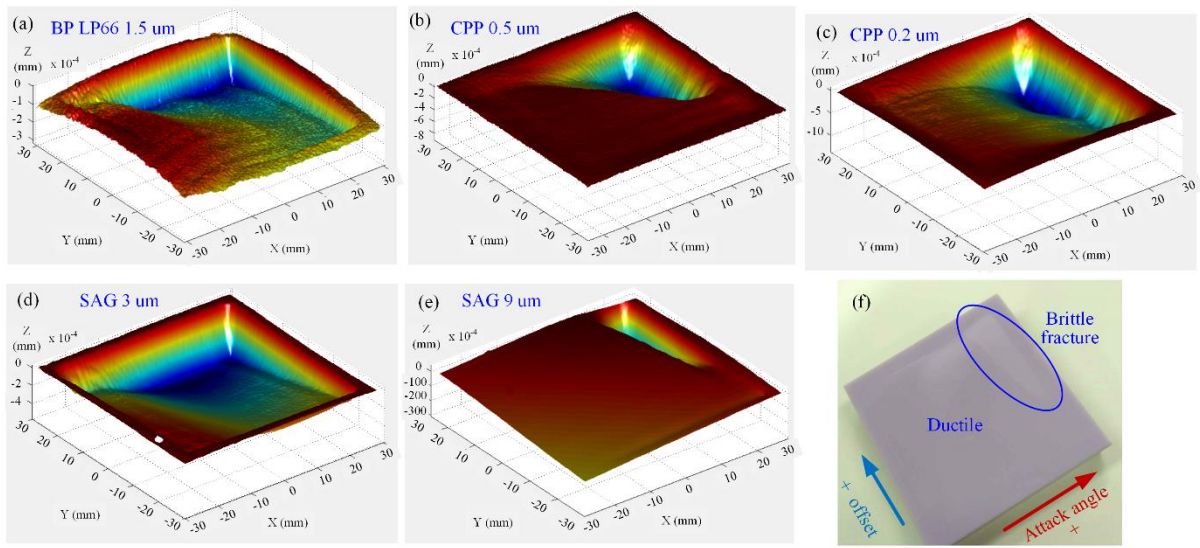 (a) BP LP66 1.5 um
Z
(mm)
x 10⁻⁴
0
-1
-2
-3
30
20
10
0
-10
-20
-30
Y (mm)
-30
-20
-10
0
10
20
30
X (mm)
(b) CPP 0.5 um
Z
(mm)
x 10⁻⁴
0
-2
-4
-6
-8
30
20
10
0
-10
-20
-30
Y (mm)
-30
-20
-10
0
10
20
30
X (mm)
(c) CPP 0.2 um
Z
(mm)
x 10⁻⁴
0
-5
-10
30
20
10
0
-10
-20
-30
Y (mm)
-30
-20
-10
0
10
20
30
X (mm)
(d) SAG 3 um
Z
(mm)
x 10⁻⁴
0
-2
-4
30
20
10
0
-10
-20
-30
Y (mm)
-30
-20
-10
0
10
20
30
X (mm)
(e) SAG 9 um
Z
(mm)
x 10⁻⁴
0
-100
-200
-300
30
20
10
0
-10
-20
-30
Y (mm)
-30
-20
-10
0
10
20
30
X (mm)
(f)
Brittle
fracture
Ductile
+ offset
Attack angle
+